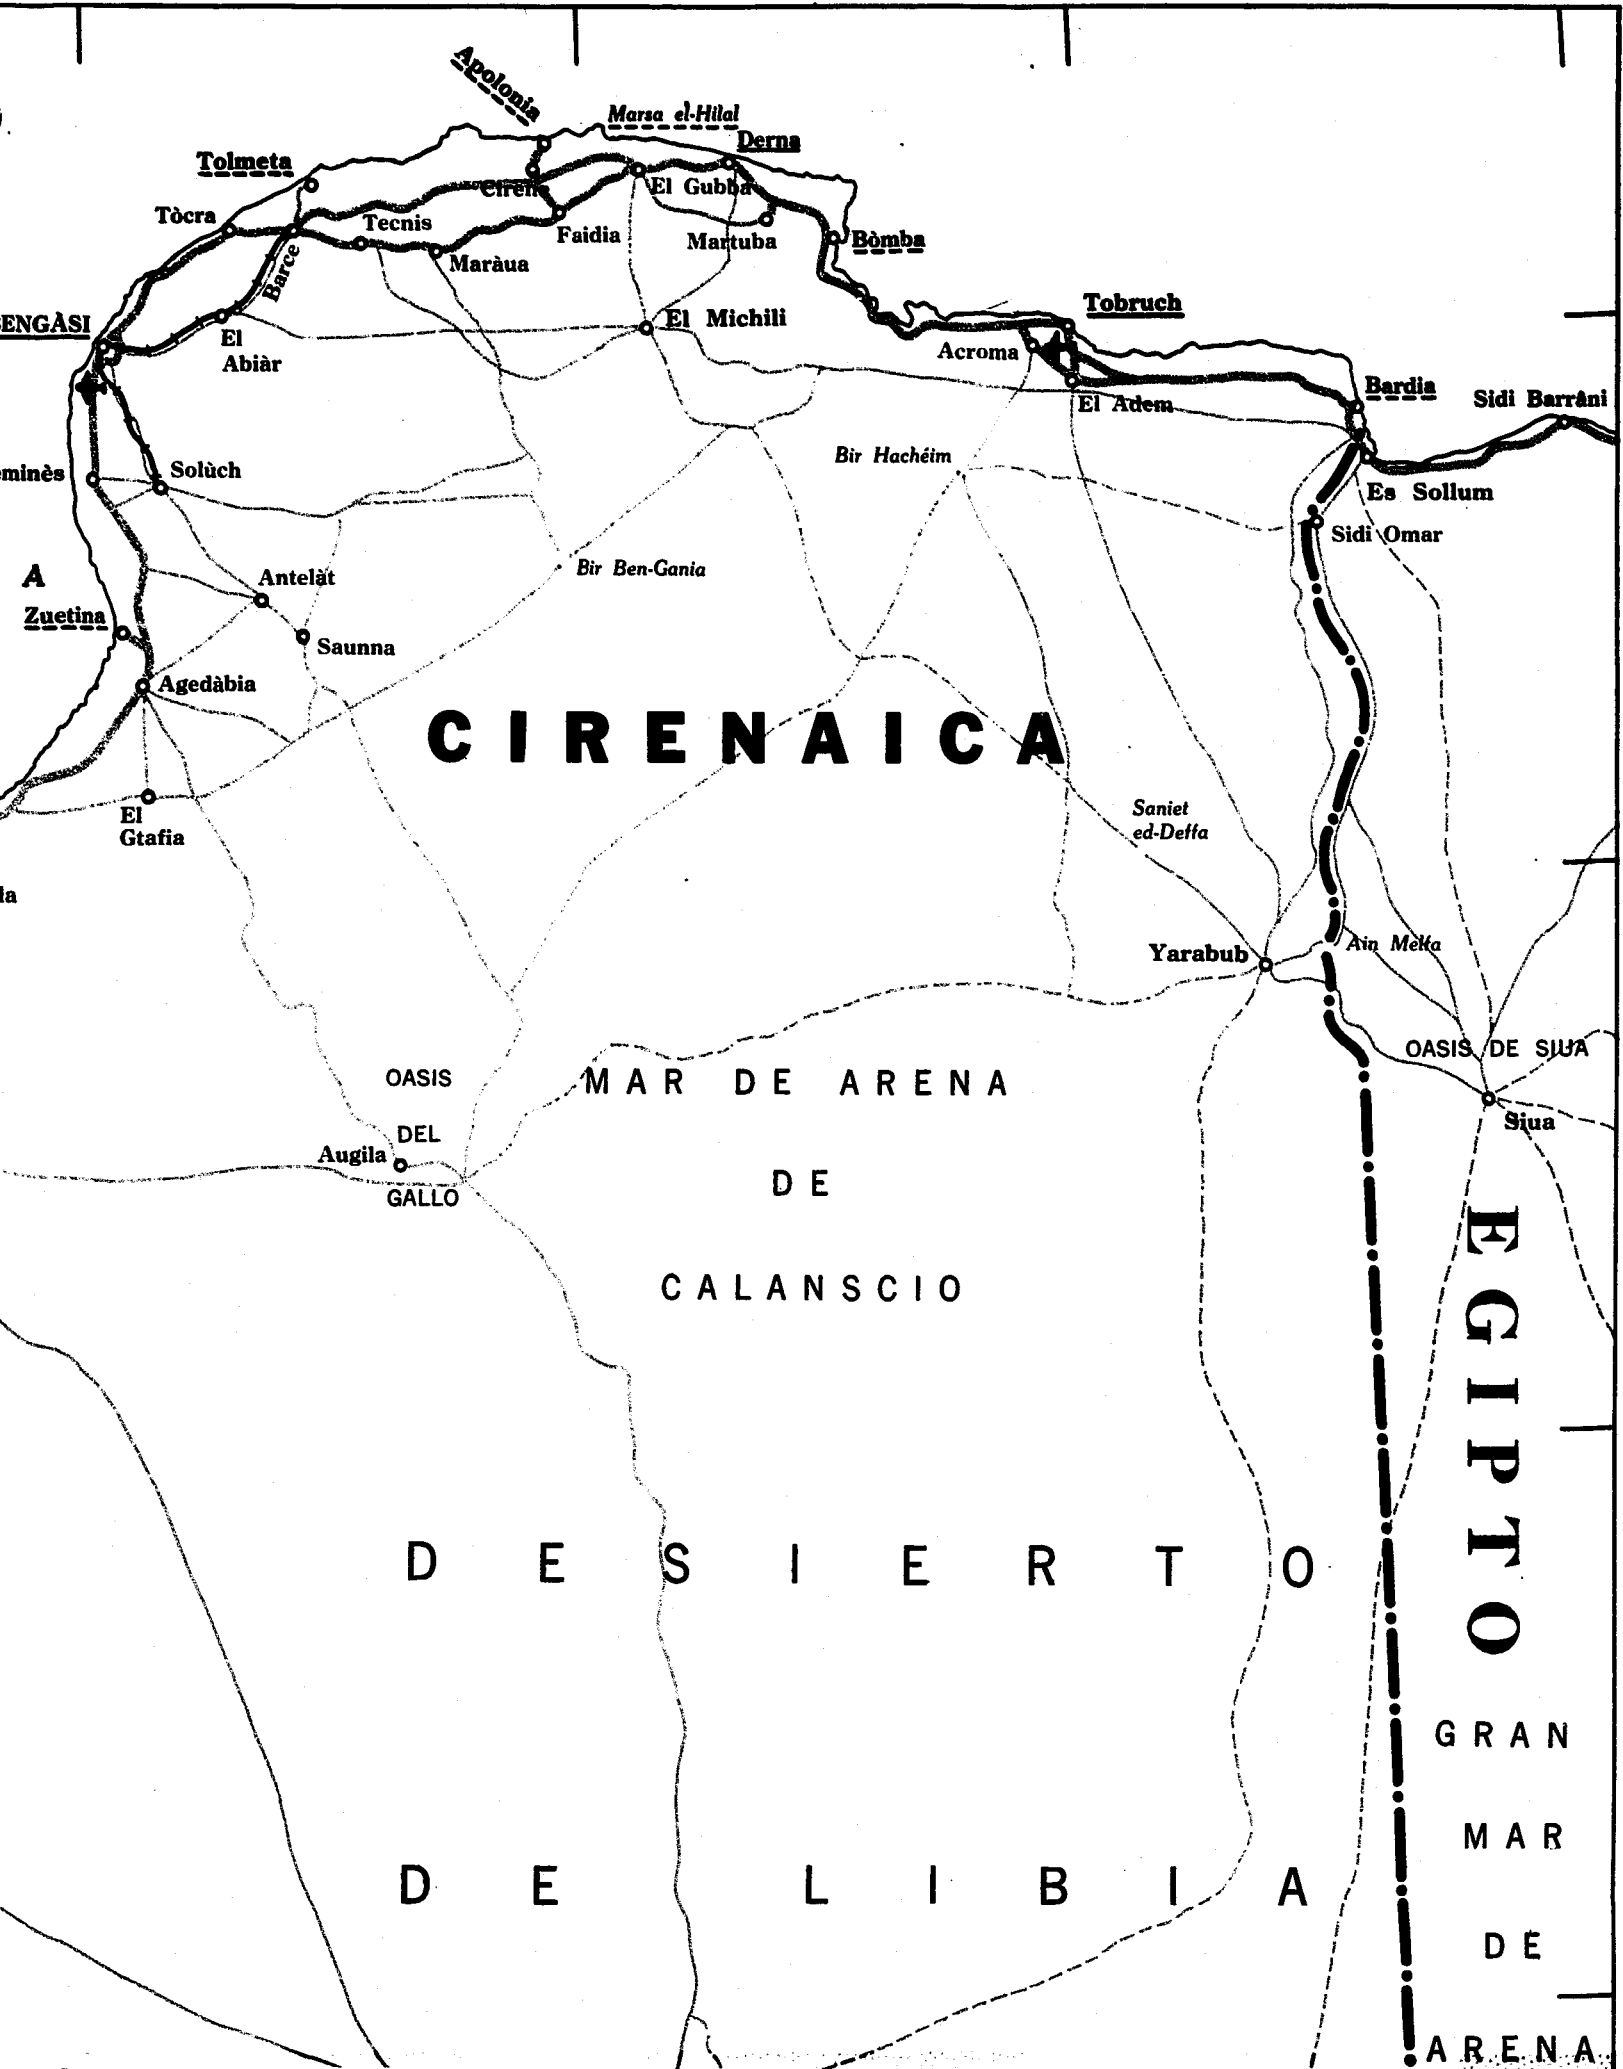 Apolonia
Marsa el-Hilal
Derna
Tolmeta
Cirene
El Gubba
Tòcra
Tecnis
Faidia
Martuba
Bòmba
Barce
Maràua
ENGÀSI
El
Abiàr
El Michili
Tobruch
Acroma
El Adem
Bardia
Sidi Barrâni
eminès
Solùch
Bir Hachéim
Es Sollum
Sidi Omar
A
Antelàt
Bir Ben-Gania
Zuetina
Saunna
Agedàbia
CIRENAICA
El
Gtafia
Saniet
ed-Deffa
la
Yarabub
Ain Melfa
OASIS DE SIUA
Siua
OASIS
DEL
GALLO
Augila
MAR DE ARENA
DE
CALANSCIO
EGIPTO
DESIERTO
DE LIBIA
GRAN
MAR
DE
ARENA